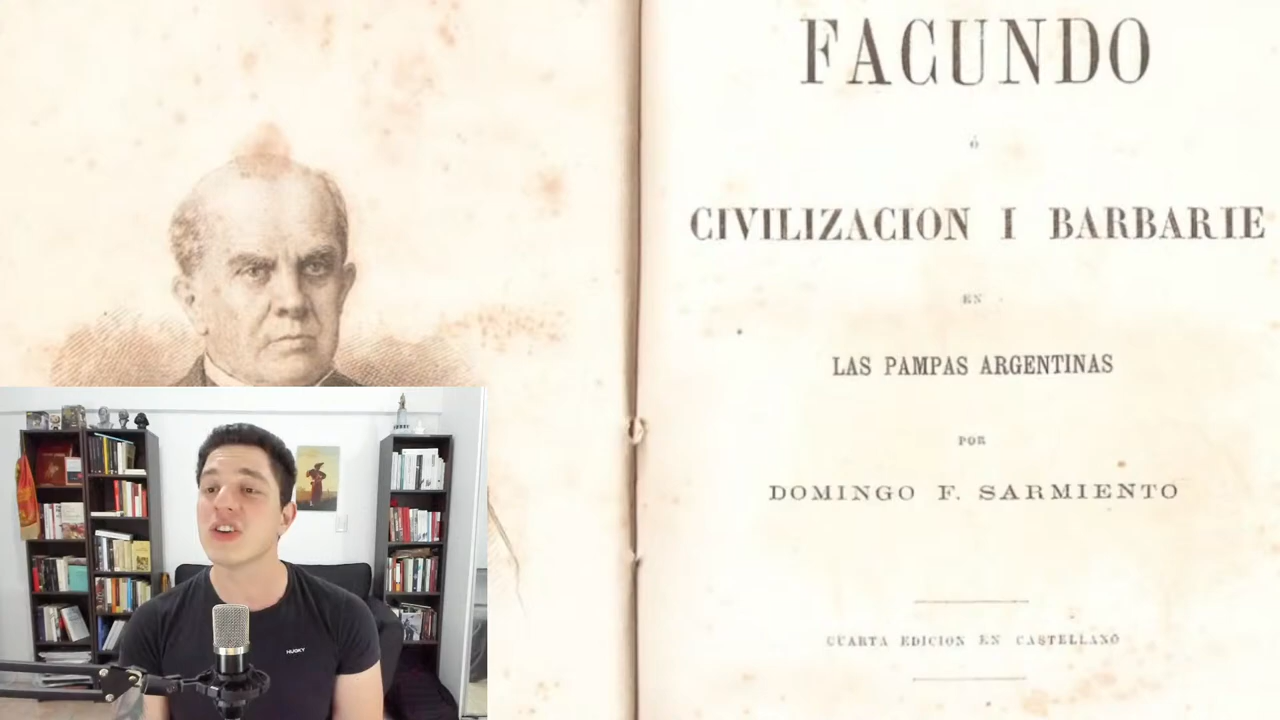 FACUNDO
ó
CIVILIZACION I BARBARIE
EN
LAS PAMPAS ARGENTINAS
POR
DOMINGO F. SARMIENTO
CUARTA EDICION EN CASTELLANO
HUSKY